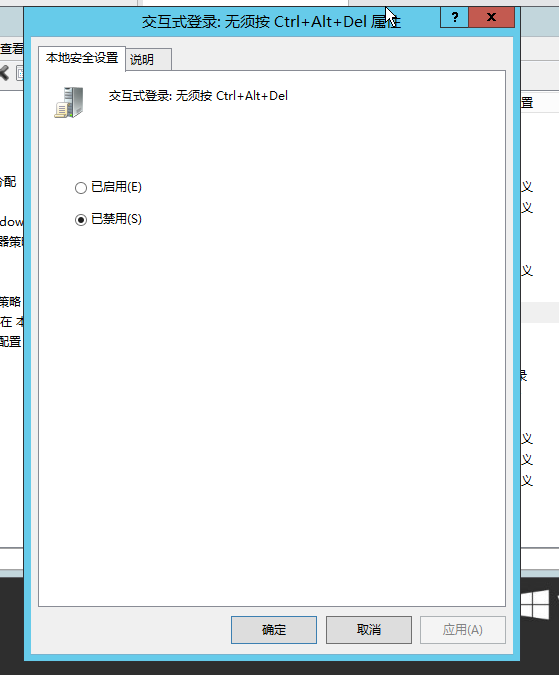 交互式登录: 无须按 Ctrl+Alt+Del 属性
?
x
查看
本地安全设置
说明
交互式登录: 无须按 Ctrl+Alt+Del
置
分配
已启用(E)
义
义
已禁用(S)
dow
器策略
义
策略
在 本
配置
录
义
义
义
确定
取消
应用(A)